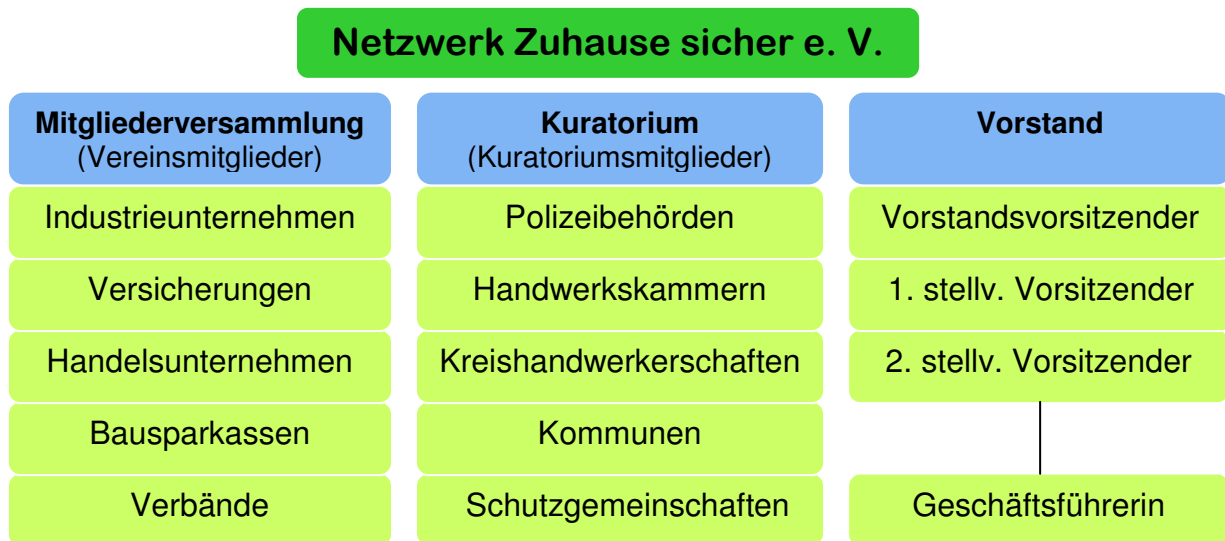 Netzwerk Zuhause sicher e. V.
Mitgliederversammlung
(Vereinsmitglieder)
Industrieunternehmen
Versicherungen
Handelsunternehmen
Bausparkassen
Verbände
Kuratorium
(Kuratoriumsmitglieder)
Polizeibehörden
Handwerkskammern
Kreishandwerkerschaften
Kommunen
Schutzgemeinschaften
Vorstand
Vorstandsvorsitzender
1. stellv. Vorsitzender
2. stellv. Vorsitzender
Geschäftsführerin